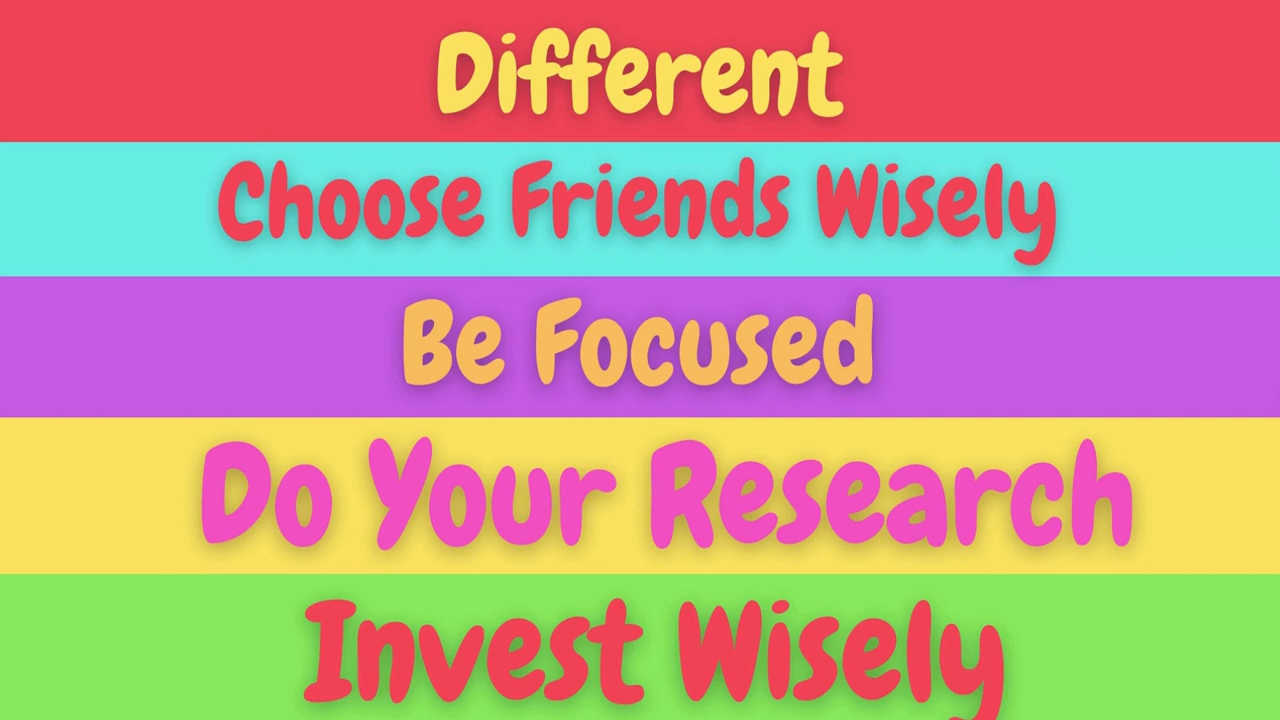 Different
Choose Friends Wisely
Be Focused
Do Your Research
Invest Wisely